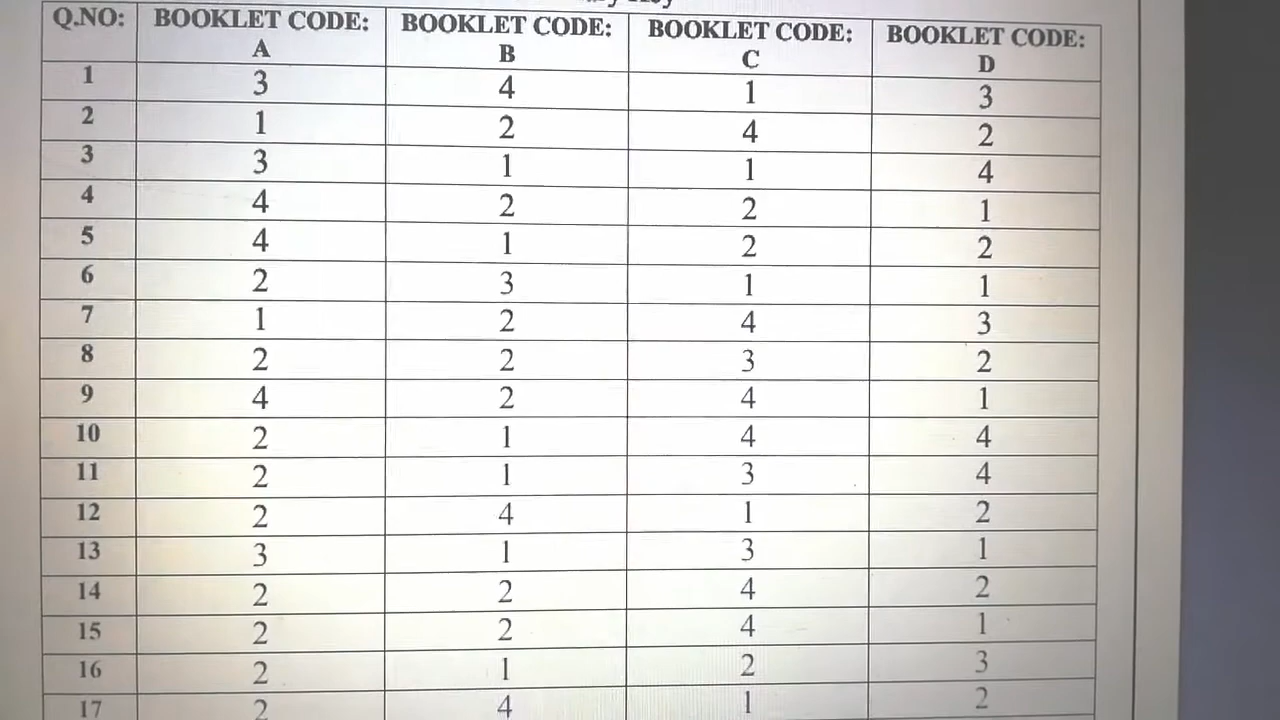 Key
Q.NO: BOOKLET CODE: A BOOKLET CODE: B BOOKLET CODE: C BOOKLET CODE: D
1 3 4 1 3
2 1 2 4 2
3 3 1 1 4
4 4 2 2 1
5 4 1 2 2
6 2 3 1 1
7 1 2 4 3
8 2 2 3 2
9 4 2 4 1
10 2 1 4 4
11 2 1 3 4
12 2 4 1 2
13 3 1 3 1
14 2 2 4 2
15 2 2 4 1
16 2 1 2 3
17 2 4 1 2